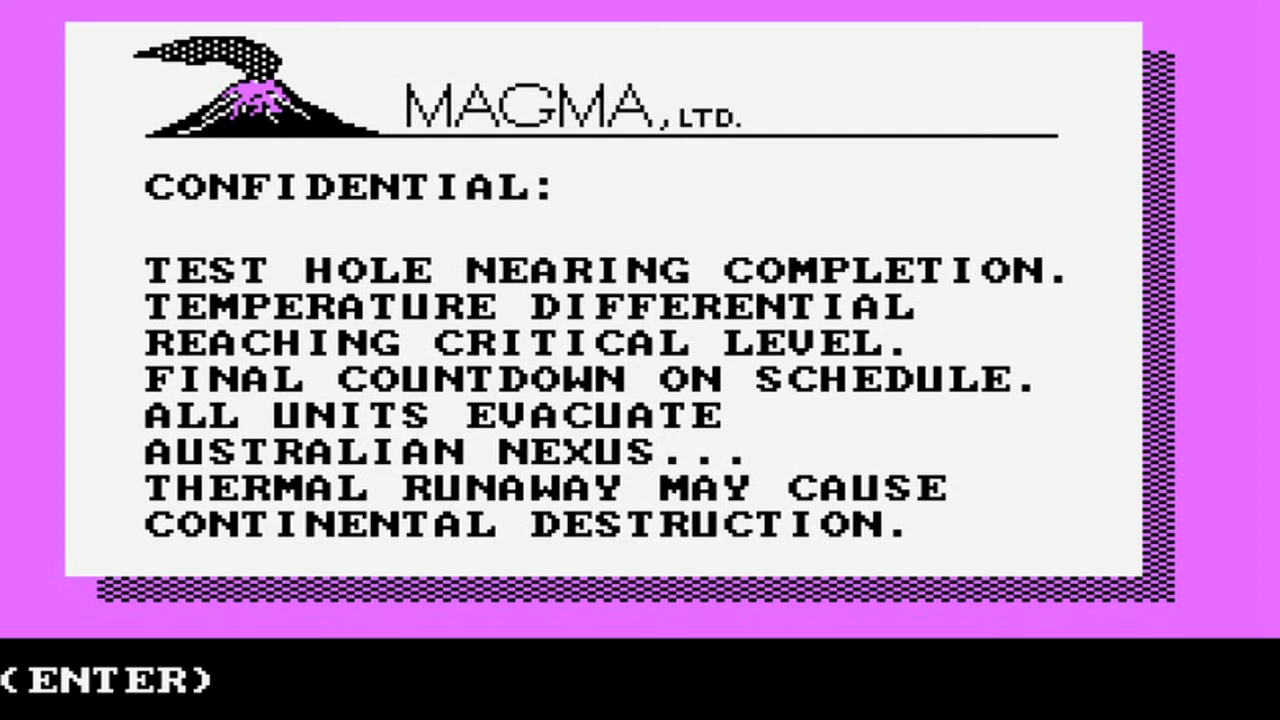 MAGMA, LTD.
CONFIDENTIAL:
TEST HOLE NEARING COMPLETION.
TEMPERATURE DIFFERENTIAL
REACHING CRITICAL LEVEL.
FINAL COUNTDOWN ON SCHEDULE.
ALL UNITS EVACUATE
AUSTRALIAN NEXUS...
THERMAL RUNAWAY MAY CAUSE
CONTINENTAL DESTRUCTION.
(ENTER)